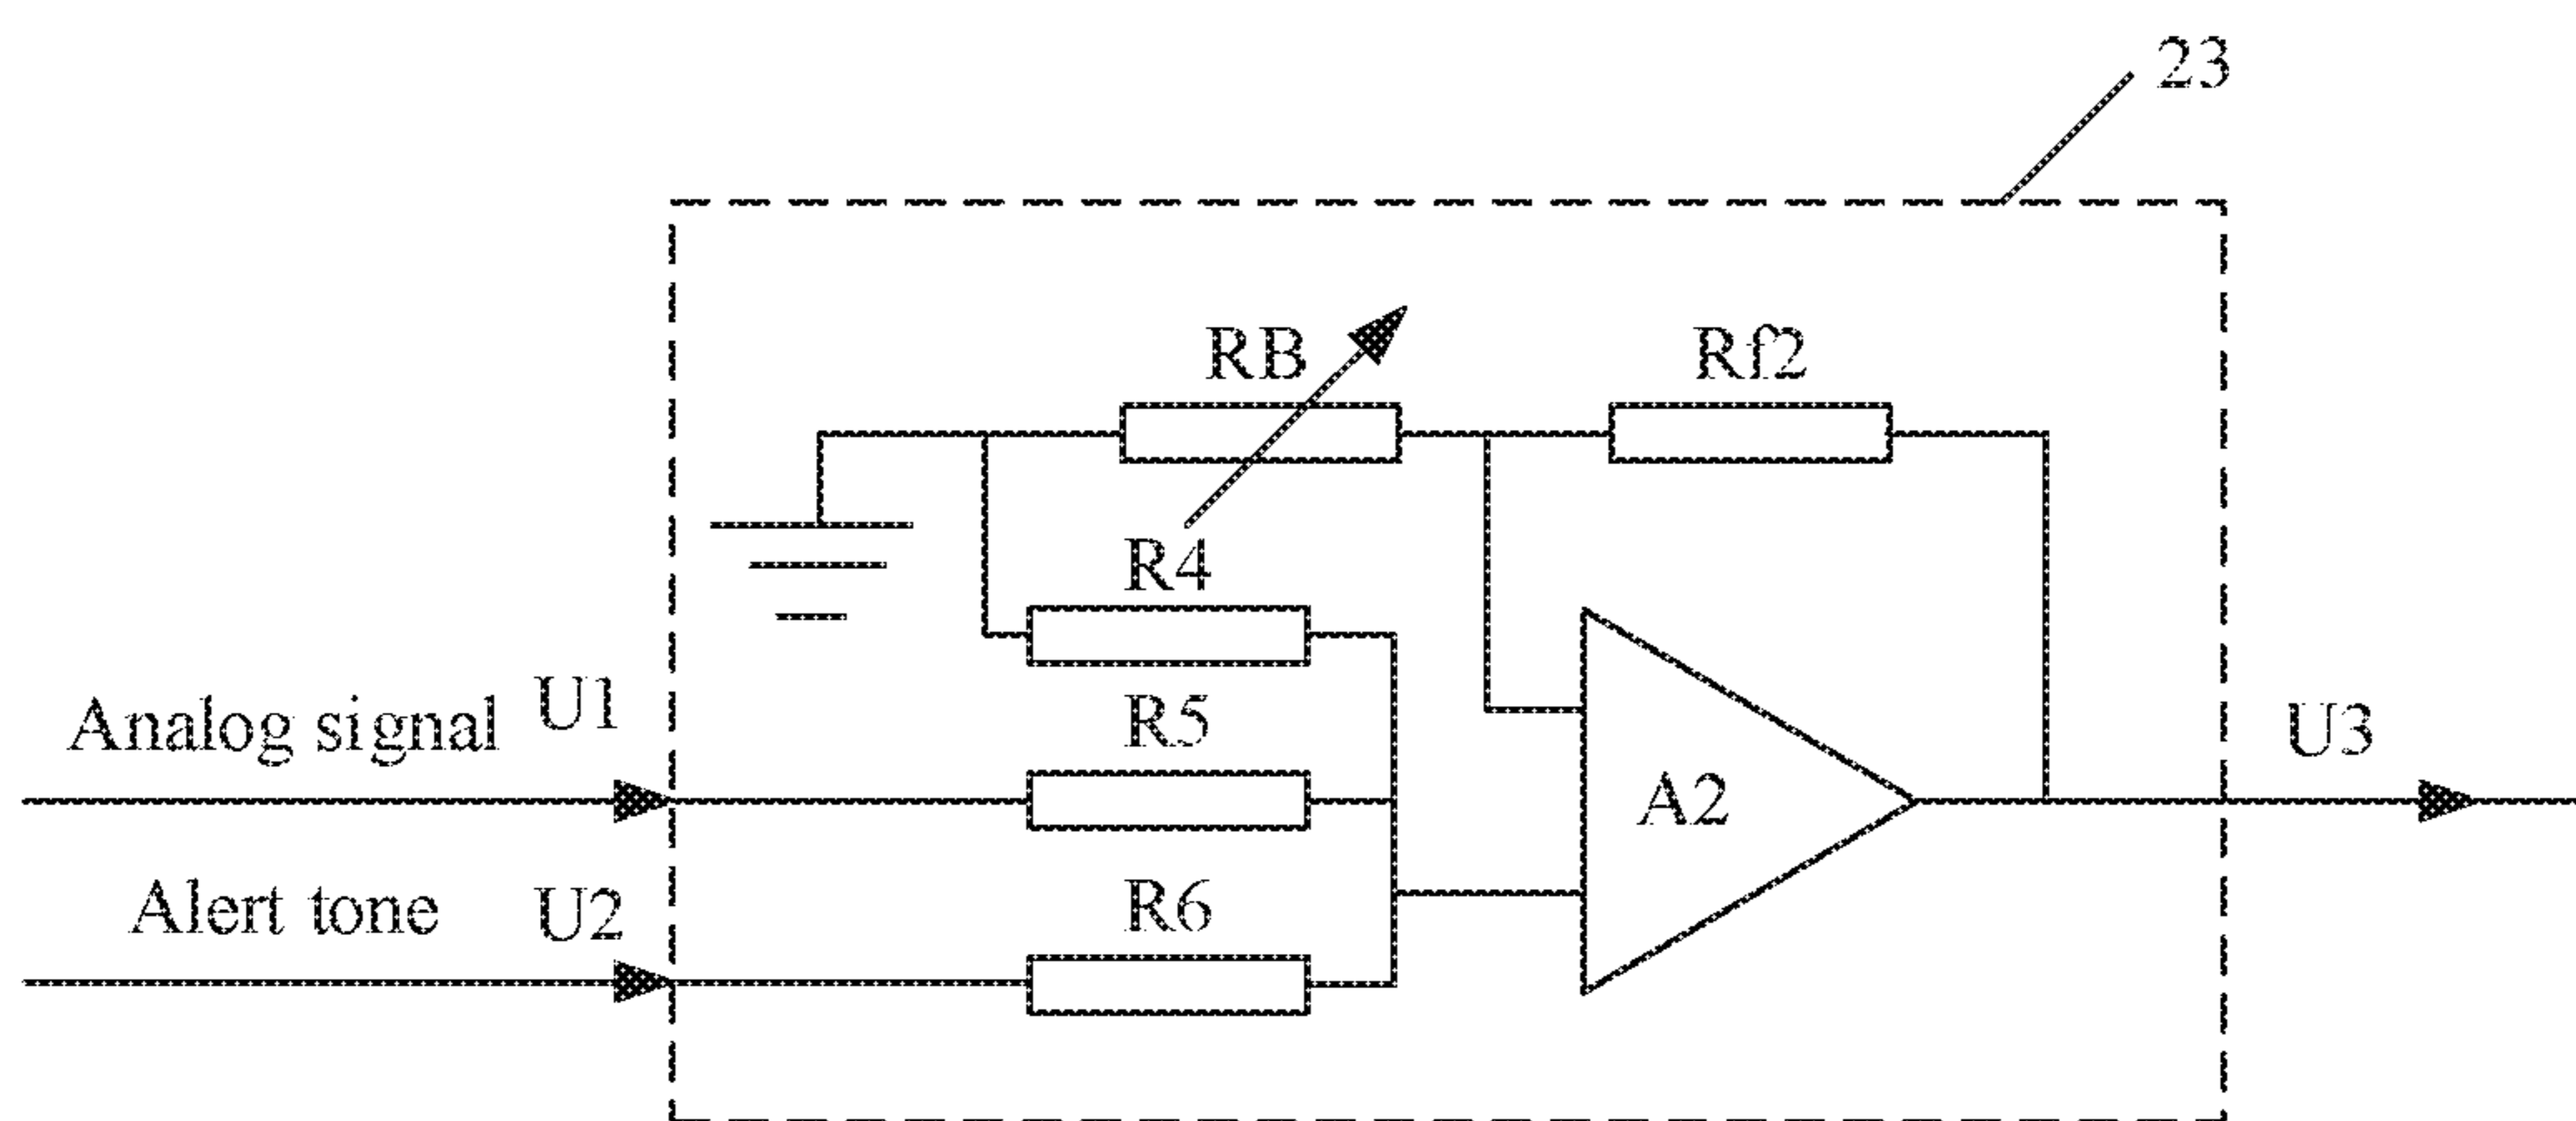 23
RB
Rf2
R4
Analog signal
U1
R5
A2
U3
Alert tone
U2
R6